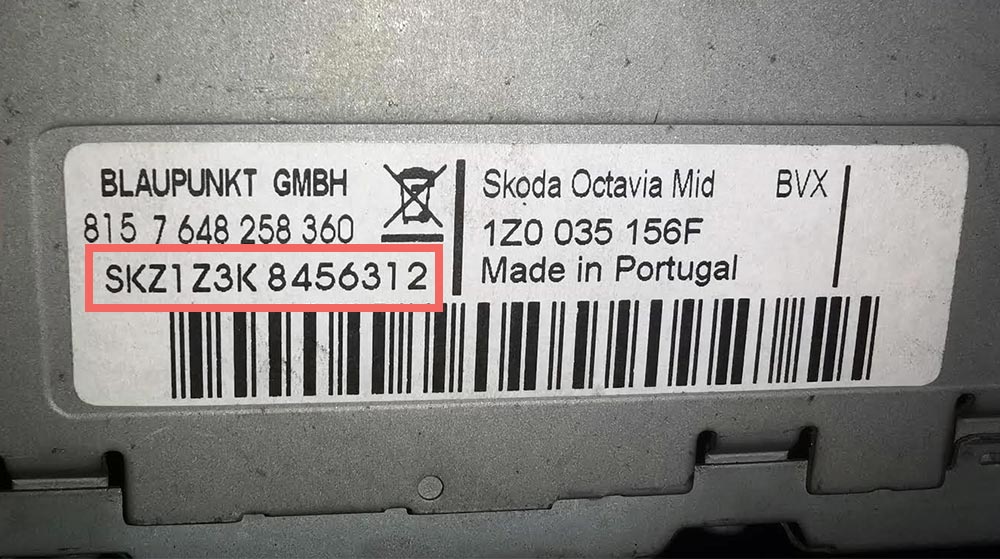 BLAUPUNKT GMBH
815 7 648 258 360
SKZ1Z3K 8456312
Skoda Octavia Mid BVX
1Z0 035 156F
Made in Portugal